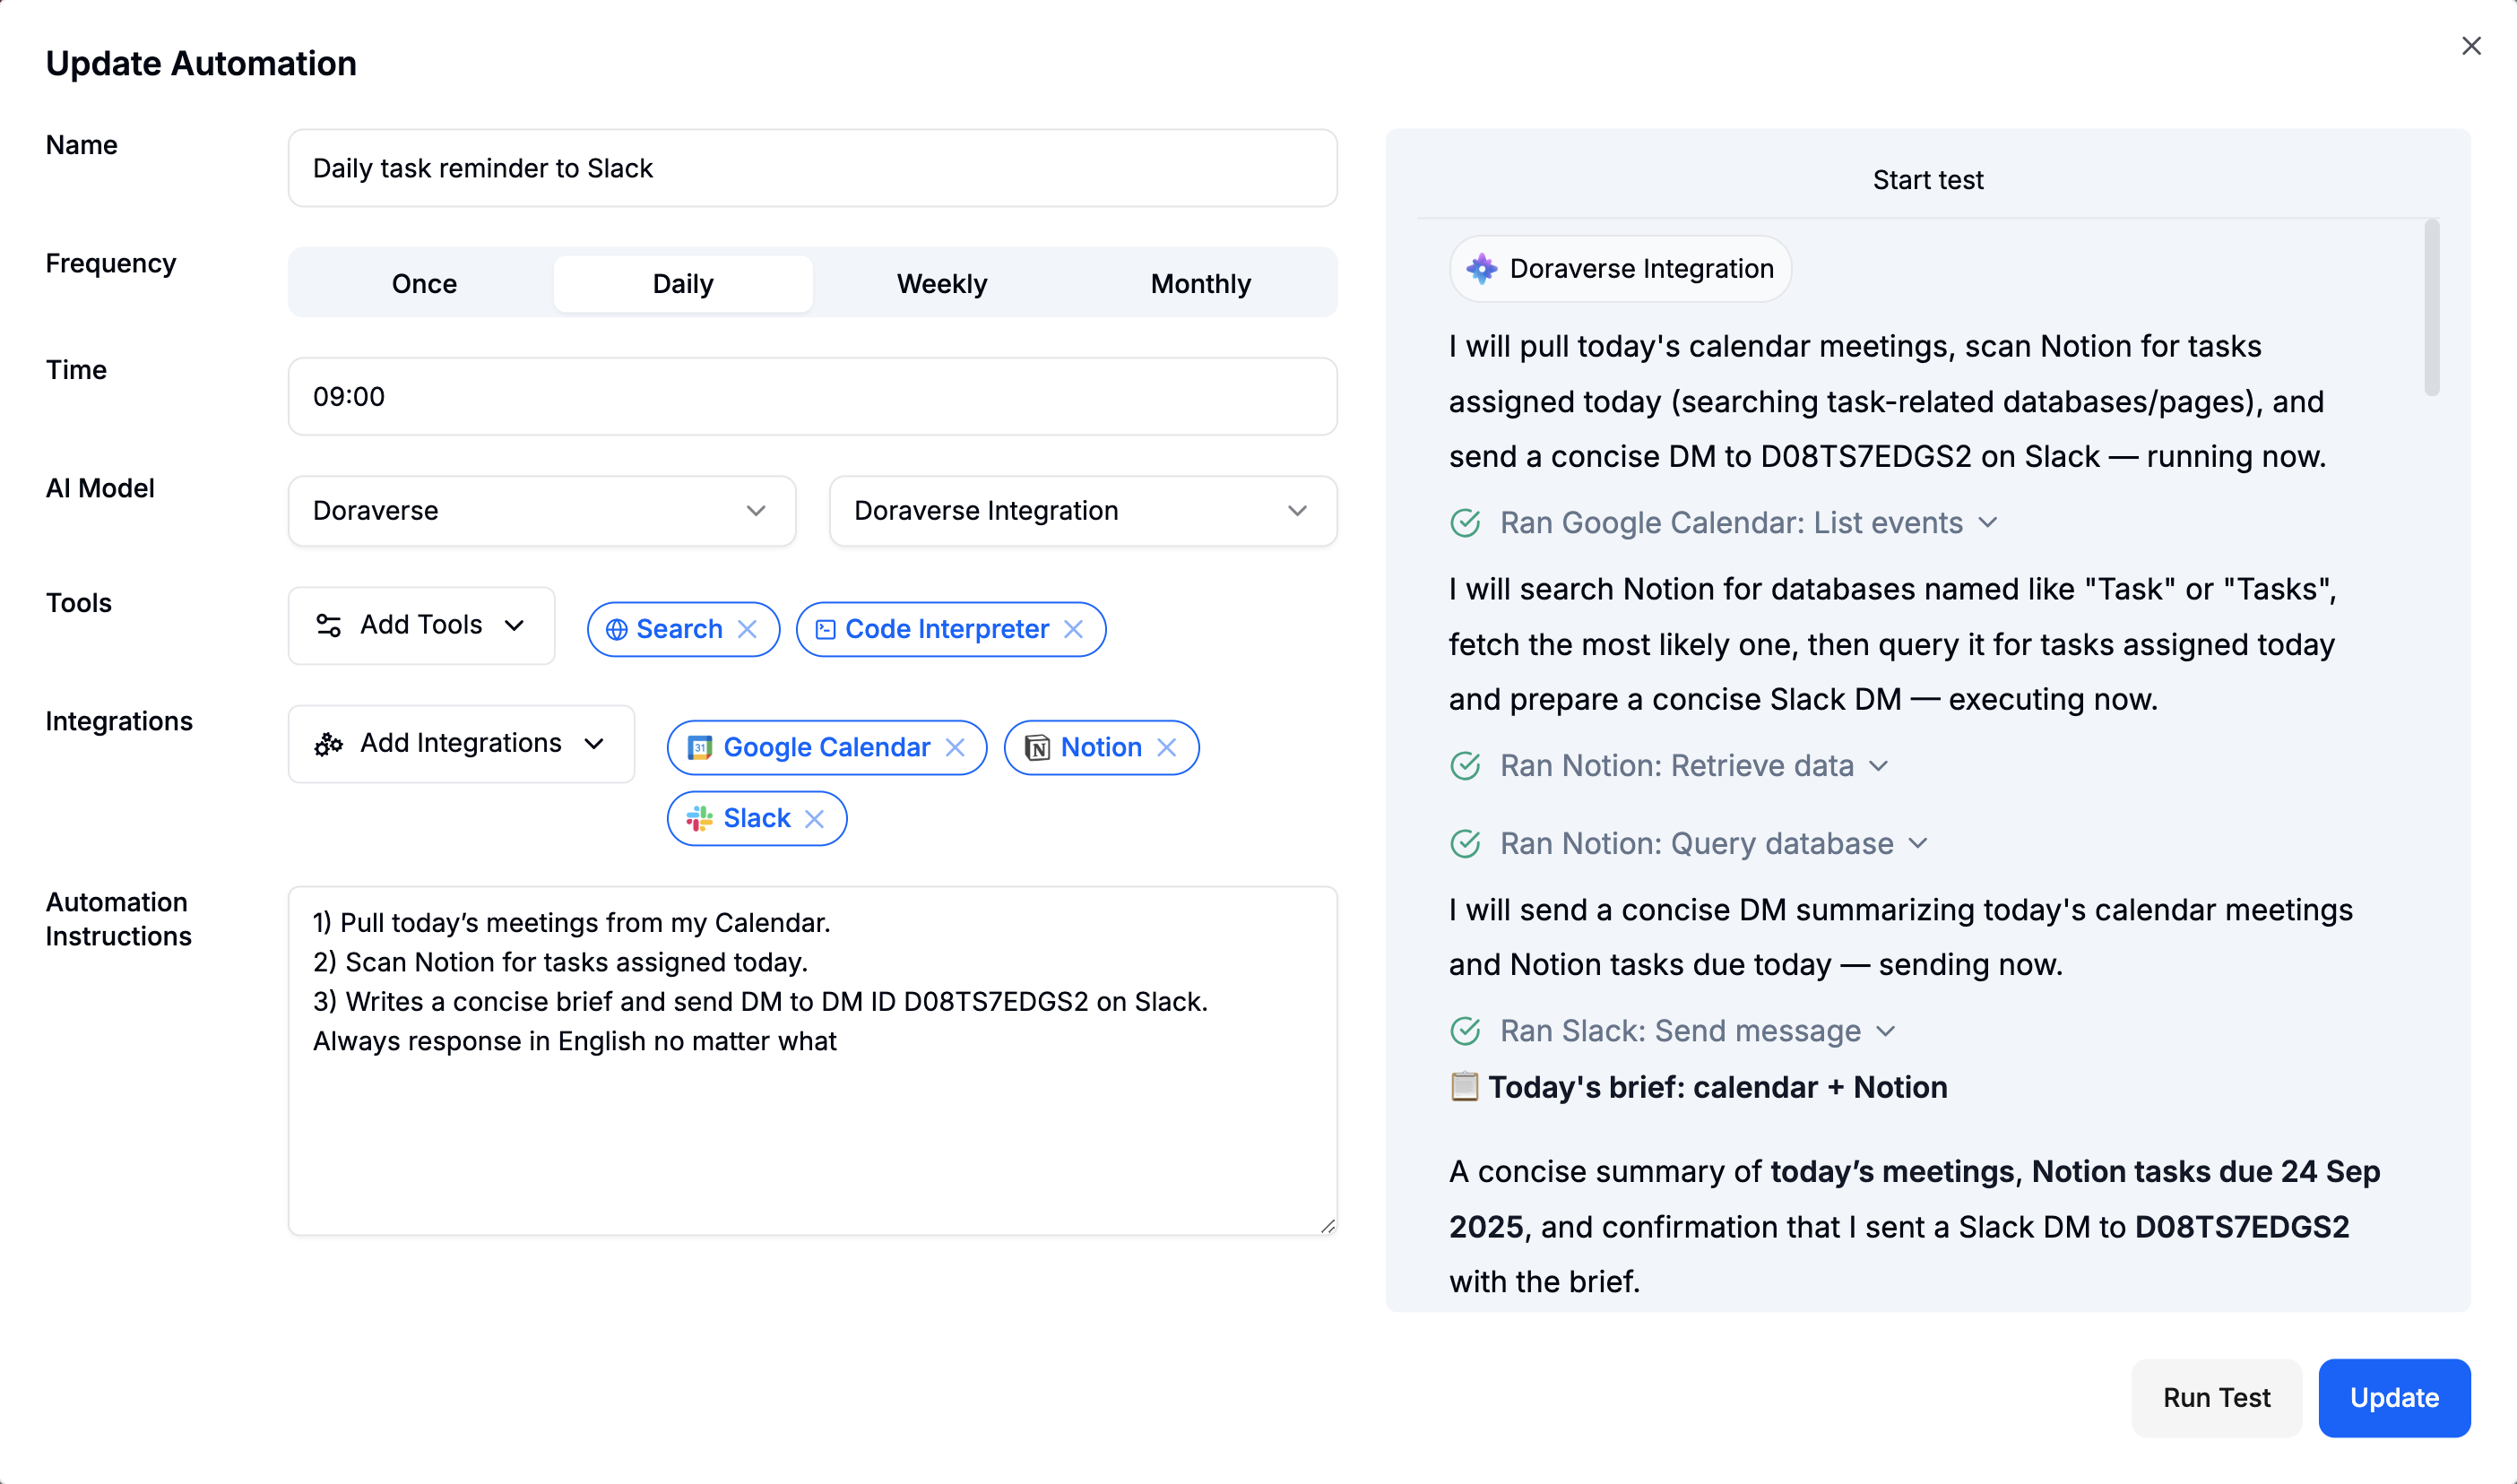 Update Automation
Name
Daily task reminder to Slack
Frequency
Once Daily Weekly Monthly
Time
09:00
AI Model
Doraverse
Doraverse Integration
Tools
Add Tools
Search
Code Interpreter
Integrations
Add Integrations
31
Google Calendar
Notion
Slack
Automation
Instructions
1) Pull today’s meetings from my Calendar.
2) Scan Notion for tasks assigned today.
3) Writes a concise brief and send DM to DM ID D08TS7EDGS2 on Slack.
Always response in English no matter what
Start test
Doraverse Integration
I will pull today's calendar meetings, scan Notion for tasks
assigned today (searching task-related databases/pages), and
send a concise DM to D08TS7EDGS2 on Slack — running now.
Ran Google Calendar: List events
I will search Notion for databases named like "Task" or "Tasks",
fetch the most likely one, then query it for tasks assigned today
and prepare a concise Slack DM — executing now.
Ran Notion: Retrieve data
Ran Notion: Query database
I will send a concise DM summarizing today's calendar meetings
and Notion tasks due today — sending now.
Ran Slack: Send message
📋 Today's brief: calendar + Notion
A concise summary of today’s meetings, Notion tasks due 24 Sep
2025, and confirmation that I sent a Slack DM to D08TS7EDGS2
with the brief.
Run Test
Update